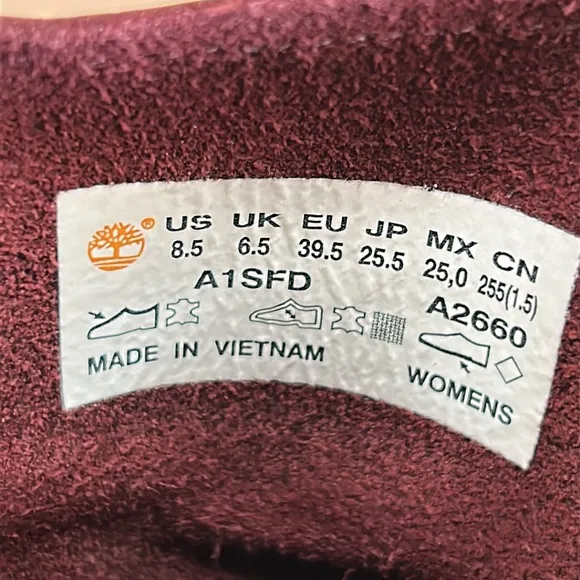 ® US UK EU JP MX CN
8.5 6.5 39.5 25.5 25,0 255(1.5)
A1SFD A2660
MADE IN VIETNAM WOMENS